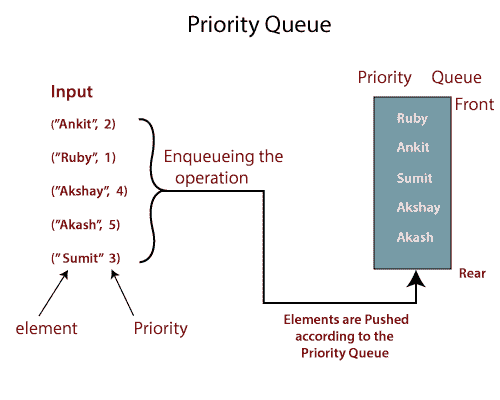 Priority Queue
Input
("Ankit", 2)
("Ruby", 1)
("Akshay", 4)
("Akash", 5)
("Sumit" 3)
element
Priority
Enqueueing the
operation
Priority Queue
Front
Ruby
Ankit
Sumit
Akshay
Akash
Rear
Elements are Pushed
according to the
Priority Queue